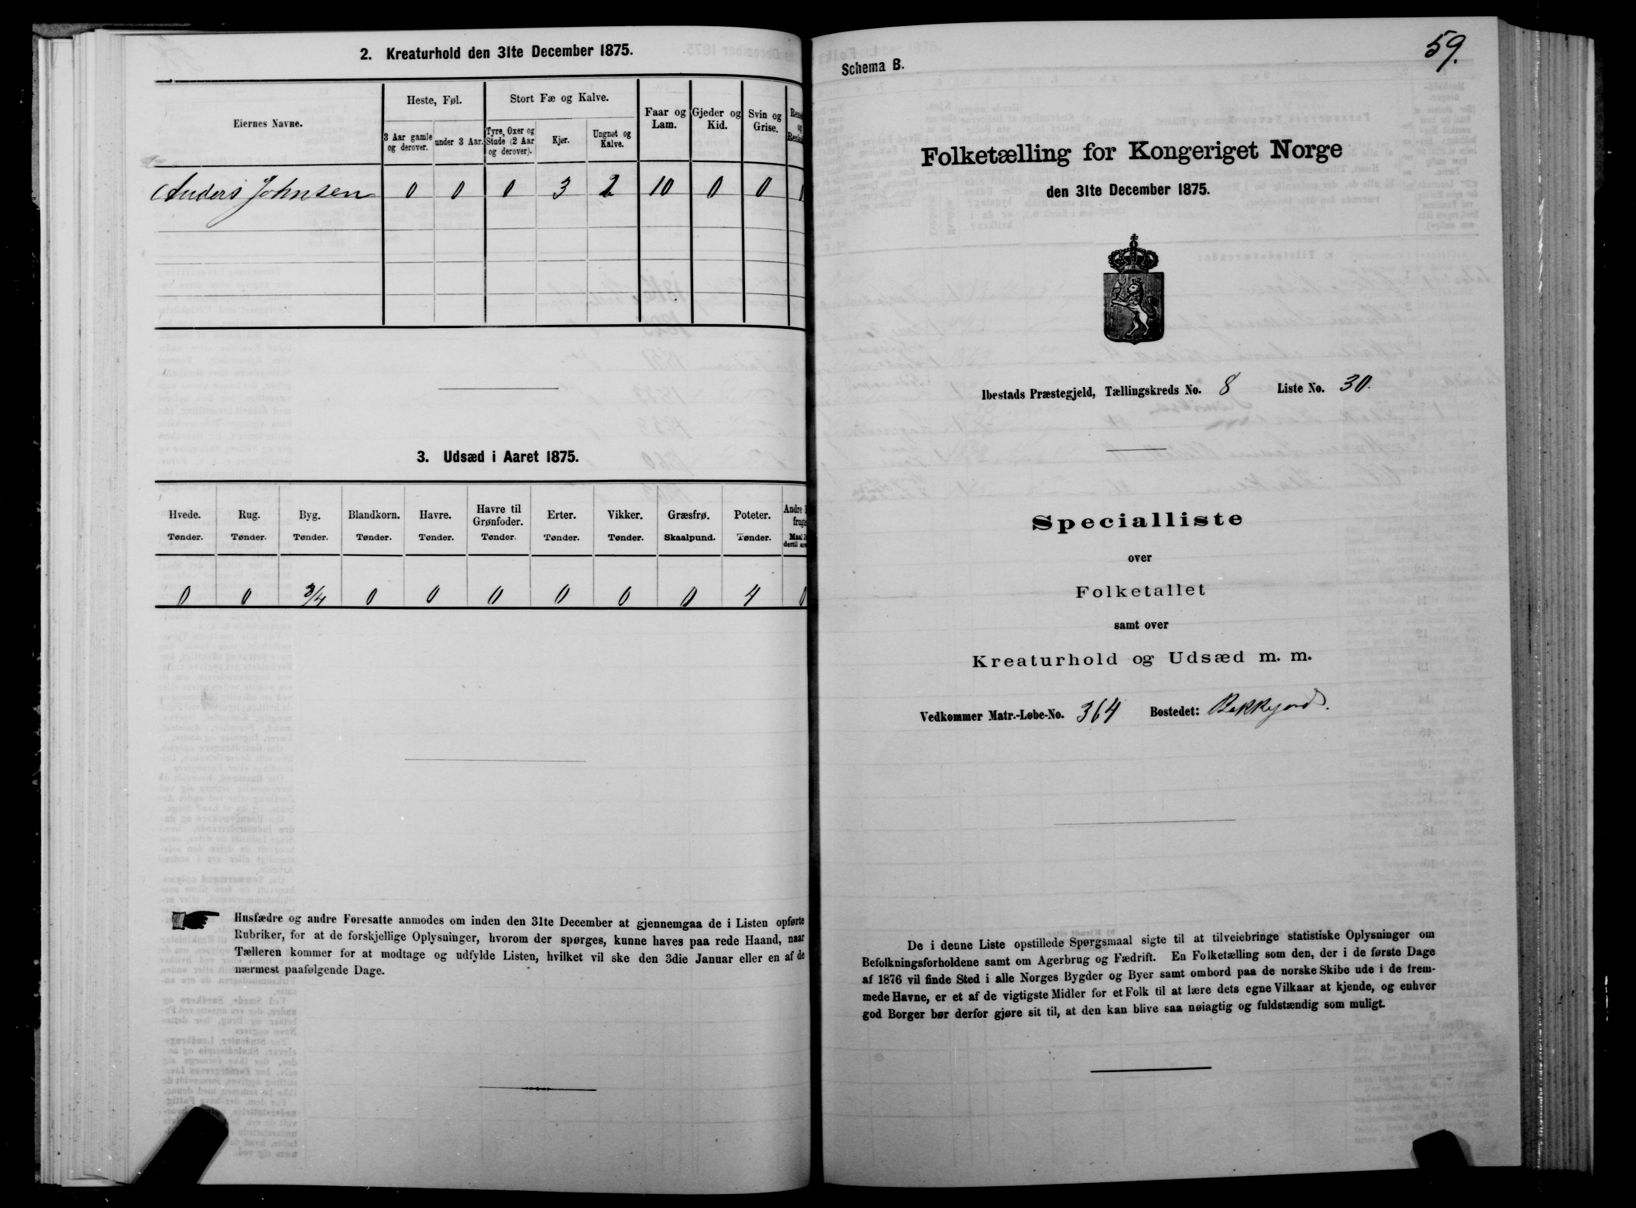 2. Kreaturhold den 31te December 1875.
Eiernes Navne.
Heste, Føl.
Stort Fæ og Kalve.
Faar og Lam.
Gjeder og Kid.
Svin og Grise.
3 Aar gamle og derover.
under 3 Aar.
Tyre, Oxer og Stude (2 Aar og derover).
Kjør.
Ungnøt og Kalve.
Anders Johnsen 0 0 0 3 2 10 0 0
3. Udsæd i Aaret 1875.
Hvede. Rug. Byg. Blandkorn. Havre. Havre til Grønfoder. Erter. Vikker. Græsfrø. Poteter.
Tønder. Tønder. Tønder. Tønder. Tønder. Tønder. Tønder. Tønder. Skaalpund. Tønder.
0 0 3/4 0 0 0 0 0 0 4 0
Husfædre og andre Foresatte anmodes om inden den 31te December at gjennemgaa de i Listen opførte
Rubriker, for at de forskjellige Oplysninger, hvorom der spørges, kunne haves paa rede Haand, naar
Tælleren kommer for at modtage og udfylde Listen, hvilket vil ske den 3die Januar eller en af de
nærmest paafølgende Dage.
59.
Schema B.
Folketælling for Kongeriget Norge
den 31te December 1875.
Ibestads Præstegjeld, Tællingskreds No. 8 Liste No. 30.
Specialliste
over
Folketallet
samt over
Kreaturhold og Udsæd m. m.
Vedkommer Matr.-Løbe-No. 364 Bostedet: Bakkejord.
De i denne Liste opstillede Spørgsmaal sigte til at tilveiebringe statistiske Oplysninger om
Befolkningsforholdene samt om Agerbrug og Fædrift. En Folketælling som den, der i de første Dage
af 1876 vil finde Sted i alle Norges Bygder og Byer samt ombord paa de norske Skibe ude i de frem-
mede Havne, er et af de vigtigste Midler for et Folk til at lære dets egne Vilkaar at kjende, og enhver
god Borger bør derfor gjøre sit til, at den kan blive saa nøiagtig og fuldstændig som muligt.